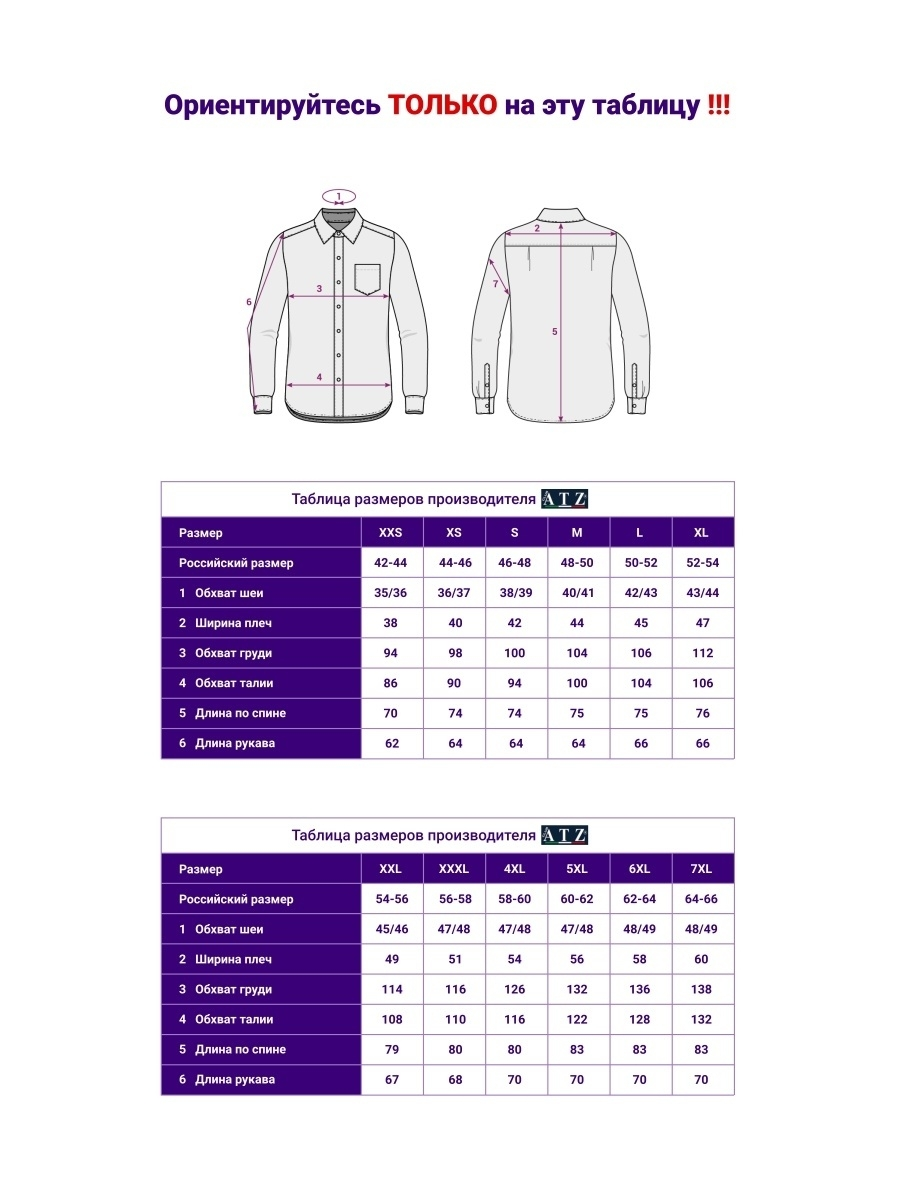 Ориентируйтесь ТОЛЬКО на эту таблицу !!!
1
2
3
4
5
6
7
Таблица размеров производителя ATZ
Размер XXS XS S M L XL
Российский размер 42-44 44-46 46-48 48-50 50-52 52-54
1 Обхват шеи 35/36 36/37 38/39 40/41 42/43 43/44
2 Ширина плеч 38 40 42 44 45 47
3 Обхват груди 94 98 100 104 106 112
4 Обхват талии 86 90 94 100 104 106
5 Длина по спине 70 74 74 75 75 76
6 Длина рукава 62 64 64 64 66 66
Таблица размеров производителя ATZ
Размер XXL XXXL 4XL 5XL 6XL 7XL
Российский размер 54-56 56-58 58-60 60-62 62-64 64-66
1 Обхват шеи 45/46 47/48 47/48 47/48 48/49 48/49
2 Ширина плеч 49 51 54 56 58 60
3 Обхват груди 114 116 126 132 136 138
4 Обхват талии 108 110 116 122 128 132
5 Длина по спине 79 80 80 83 83 83
6 Длина рукава 67 68 70 70 70 70